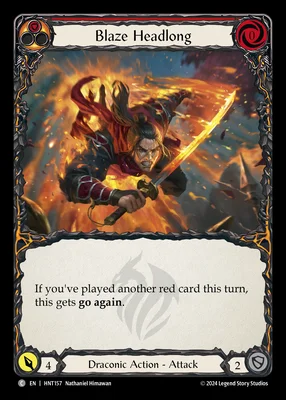 Blaze Headlong
If you've played another red card this turn,
this gets go again.
4
Draconic Action - Attack
2
C EN | HNT157 Nathaniel Himawan
© 2024 Legend Story Studios